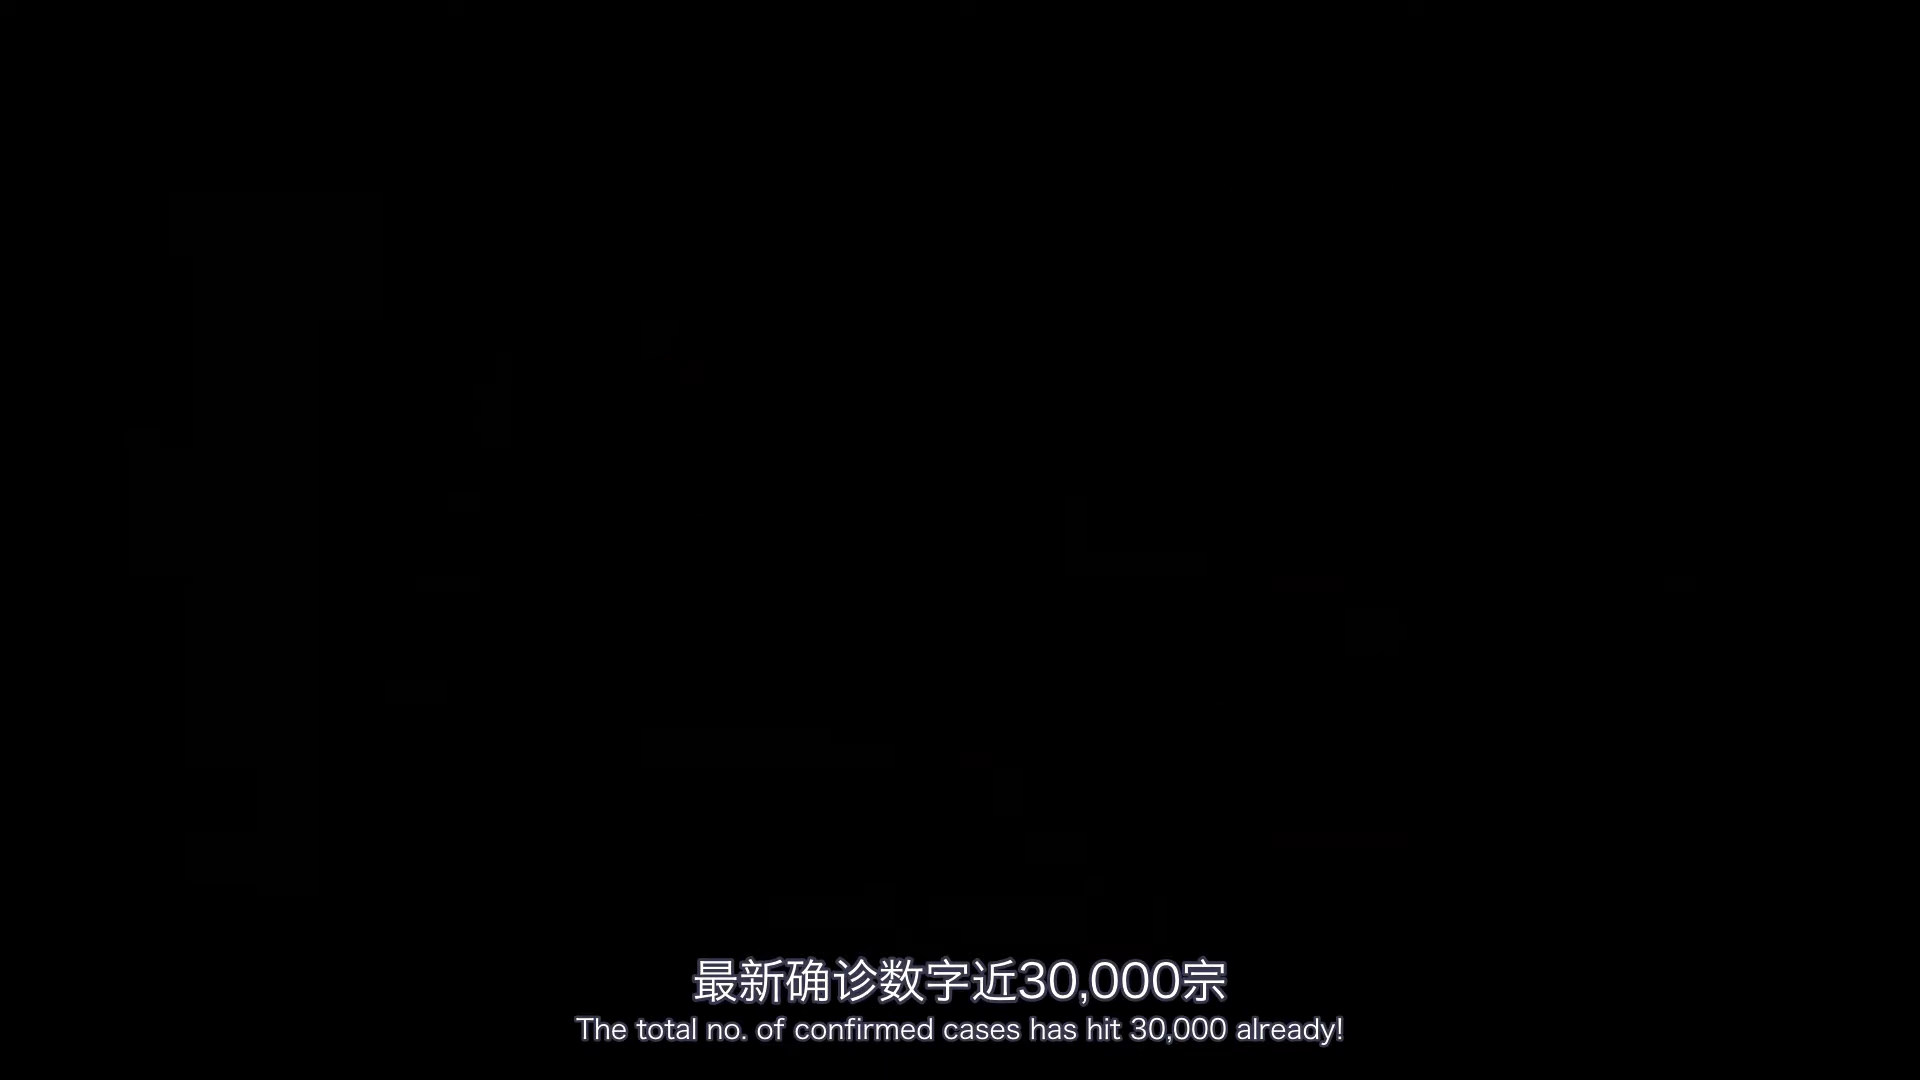 最新确诊数字近30,000宗
The total no. of confirmed cases has hit 30,000 already!